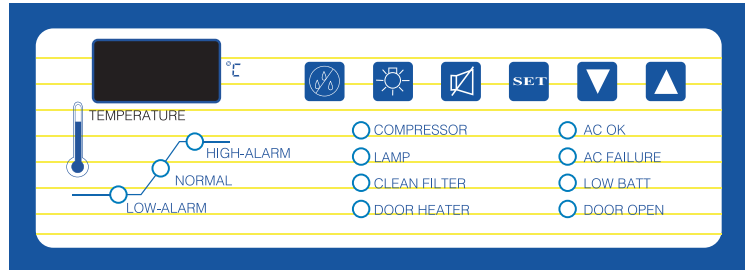 °C
SET
TEMPERATURE
HIGH-ALARM
NORMAL
LOW-ALARM
COMPRESSOR
LAMP
CLEAN FILTER
DOOR HEATER
AC OK
AC FAILURE
LOW BATT
DOOR OPEN